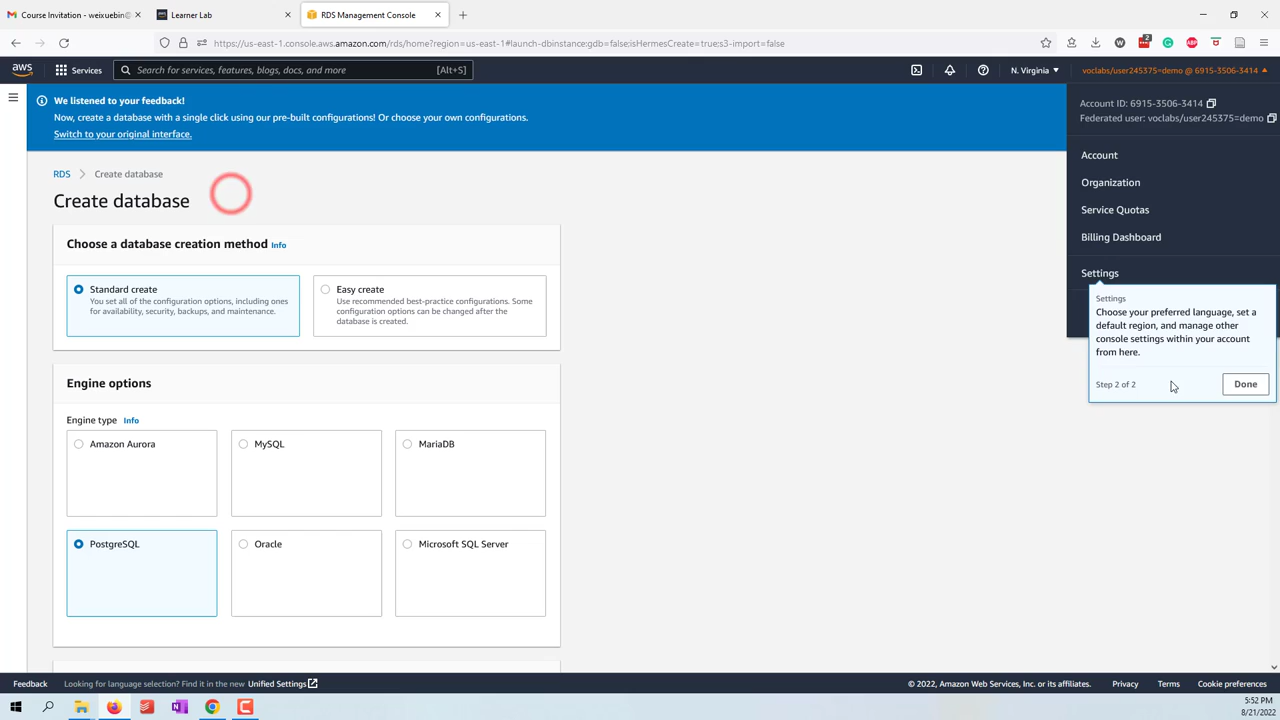 Course Invitation - weixuebin@
Learner Lab
RDS Management Console
https://us-east-1.console.aws.amazon.com/rds/home?region=us-east-1#launch-dbinstance:gdb=false;isHermesCreate=true;s3-import=false
aws
Services
Search for services, features, blogs, docs, and more
[Alt+S]
N. Virginia
voclabs/user245375=demo @ 6915-3506-3414
We listened to your feedback!
Now, create a database with a single click using our pre-built configurations! Or choose your own configurations.
Switch to your original interface.
Account ID: 6915-3506-3414
Federated user: voclabs/user245375=demo
Account
Organization
Service Quotas
Billing Dashboard
Settings
Settings
Choose your preferred language, set a
default region, and manage other
console settings within your account
from here.
Step 2 of 2
Done
RDS
Create database
Create database
Choose a database creation method Info
Standard create
You set all of the configuration options, including ones
for availability, security, backups, and maintenance.
Easy create
Use recommended best-practice configurations. Some
configuration options can be changed after the
database is created.
Engine options
Engine type Info
Amazon Aurora
MySQL
MariaDB
PostgreSQL
Oracle
Microsoft SQL Server
Feedback
Looking for language selection? Find it in the new Unified Settings
© 2022, Amazon Web Services, Inc. or its affiliates.
Privacy
Terms
Cookie preferences
5:52 PM
8/21/2022